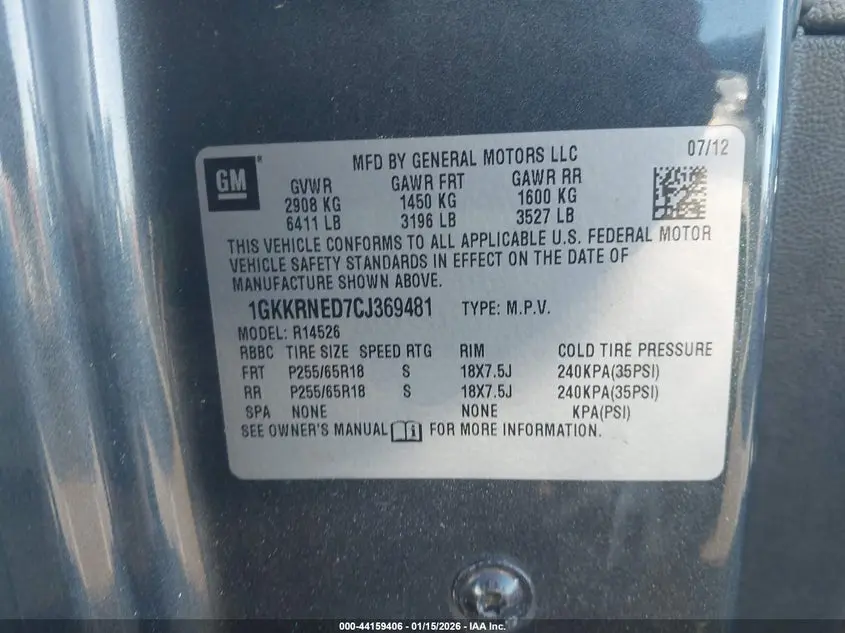 GM
MFD BY GENERAL MOTORS LLC 07/12
GVWR GAWR FRT GAWR RR
2908 KG 1450 KG 1600 KG
6411 LB 3196 LB 3527 LB
THIS VEHICLE CONFORMS TO ALL APPLICABLE U.S. FEDERAL MOTOR
VEHICLE SAFETY STANDARDS IN EFFECT ON THE DATE OF
MANUFACTURE SHOWN ABOVE.
1GKKRNED7CJ369481 TYPE: M.P.V.
MODEL: R14526
RBBC TIRE SIZE SPEED RTG RIM COLD TIRE PRESSURE
FRT P255/65R18 S 18X7.5J 240KPA(35PSI)
RR P255/65R18 S 18X7.5J 240KPA(35PSI)
SPA NONE NONE KPA(PSI)
SEE OWNER'S MANUAL FOR MORE INFORMATION.
000-44159406 - 01/15/2026 - IAA Inc.